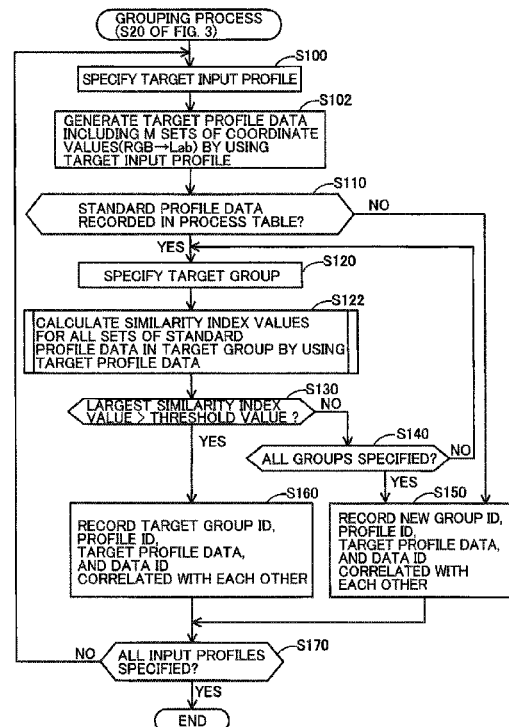 GROUPING PROCESS
(S20 OF FIG. 3)
S100
SPECIFY TARGET INPUT PROFILE
S102
GENERATE TARGET PROFILE DATA
INCLUDING M SETS OF COORDINATE
VALUES(RGB→Lab) BY USING
TARGET INPUT PROFILE
S110
STANDARD PROFILE DATA
RECORDED IN PROCESS TABLE?
NO
YES
S120
SPECIFY TARGET GROUP
S122
CALCULATE SIMILARITY INDEX VALUES
FOR ALL SETS OF STANDARD
PROFILE DATA IN TARGET GROUP BY USING
TARGET PROFILE DATA
S130
LARGEST SIMILARITY INDEX
VALUE > THRESHOLD VALUE ?
NO
YES
S140
ALL GROUPS SPECIFIED?
NO
YES
S160
RECORD TARGET GROUP ID,
PROFILE ID,
TARGET PROFILE DATA,
AND DATA ID
CORRELATED WITH EACH OTHER
S150
RECORD NEW GROUP ID,
PROFILE ID,
TARGET PROFILE DATA,
AND DATA ID
CORRELATED WITH
EACH OTHER
S170
NO
ALL INPUT PROFILES
SPECIFIED?
YES
END